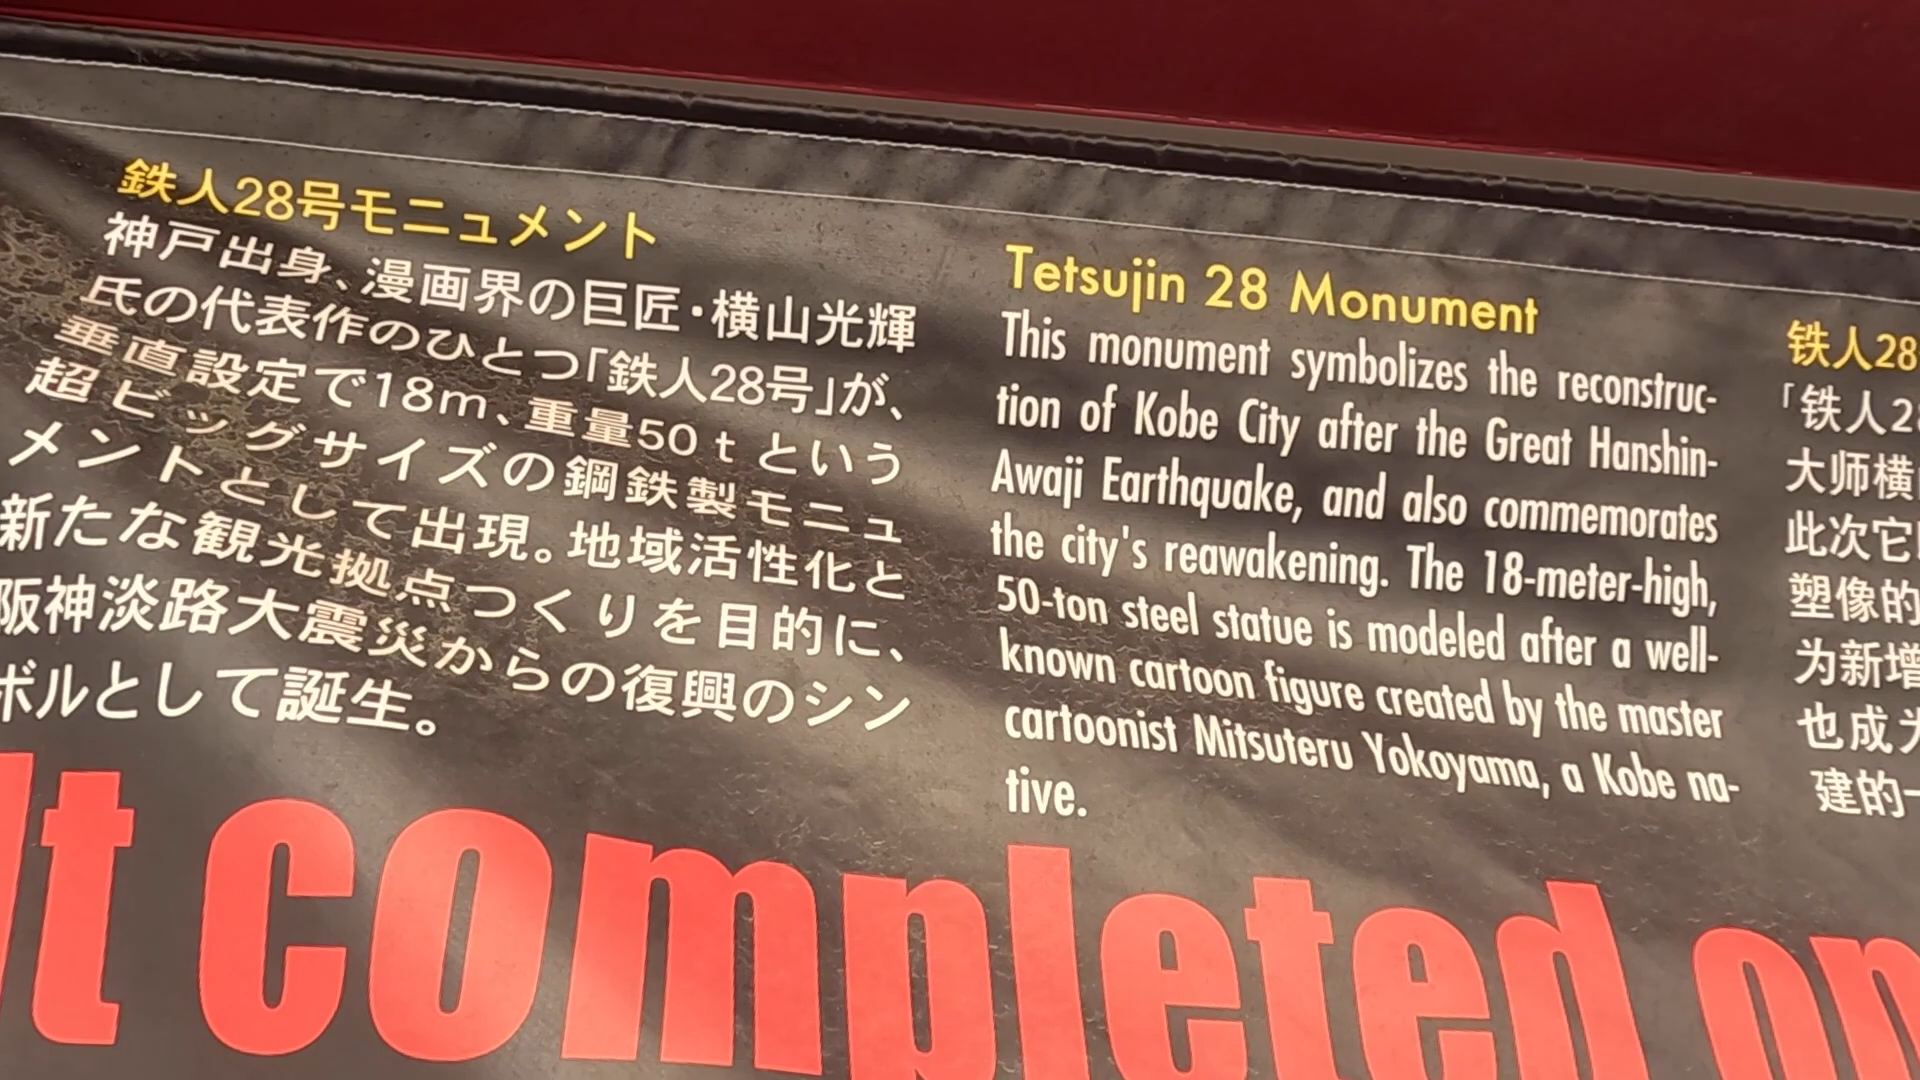 鉄人28号モニュメント
神戸出身、漫画界の巨匠・横山光輝
氏の代表作のひとつ「鉄人28号」が、
垂直設定で18m、重量50ｔという
超ビッグサイズの鋼鉄製モニュ
メントとして出現。地域活性化と
新たな観光拠点つくりを目的に、
阪神淡路大震災からの復興のシン
ボルとして誕生。
Tetsujin 28 Monument
This monument symbolizes the reconstruc-
tion of Kobe City after the Great Hanshin-
Awaji Earthquake, and also commemorates
the city's reawakening. The 18-meter-high,
50-ton steel statue is modeled after a well-
known cartoon figure created by the master
cartoonist Mitsuteru Yokoyama, a Kobe na-
tive.
铁人28
「铁人28
大师横
此次它
塑像的
为新增
也成为
建的一
It completed on